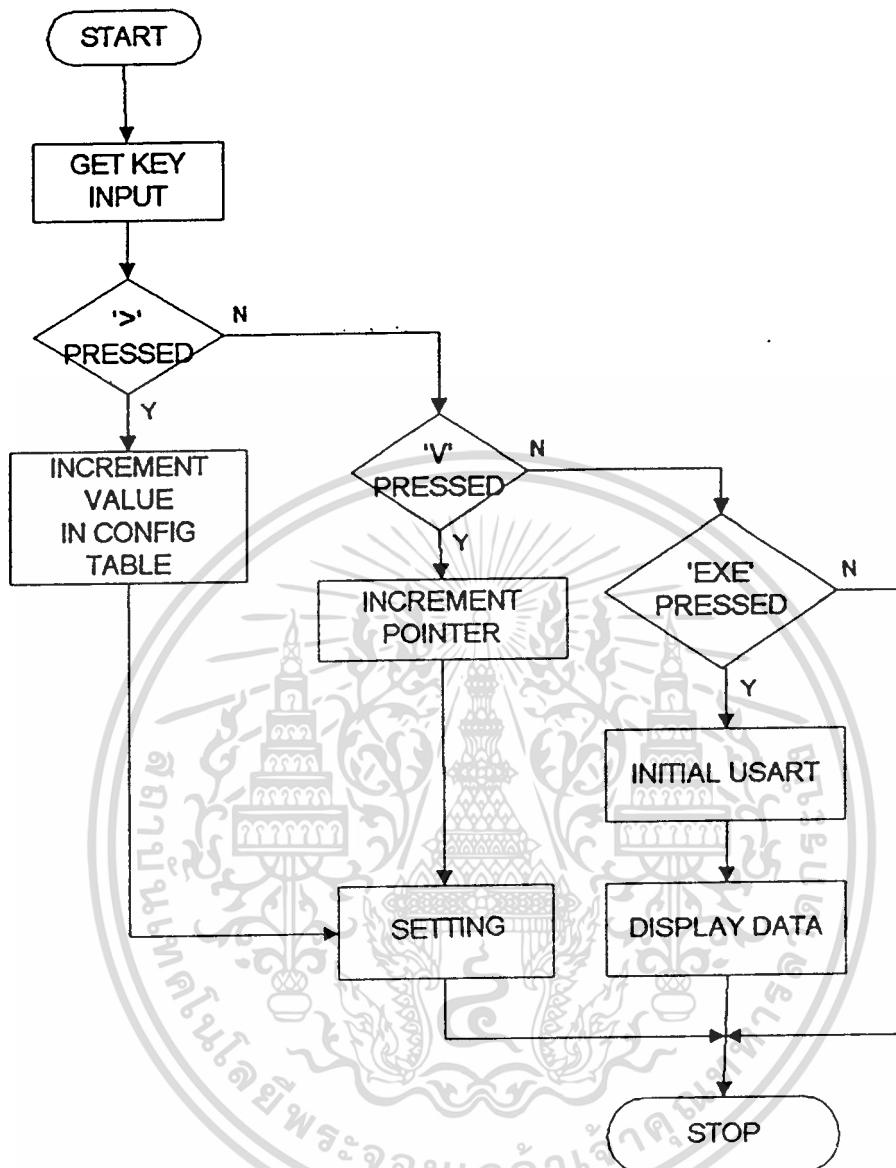 START
GET KEY
INPUT
'>'
PRESSED
N
Y
INCREMENT
VALUE
IN CONFIG
TABLE
'V'
PRESSED
N
Y
INCREMENT
POINTER
'EXE'
PRESSED
N
Y
INITIAL USART
SETTING
DISPLAY DATA
STOP